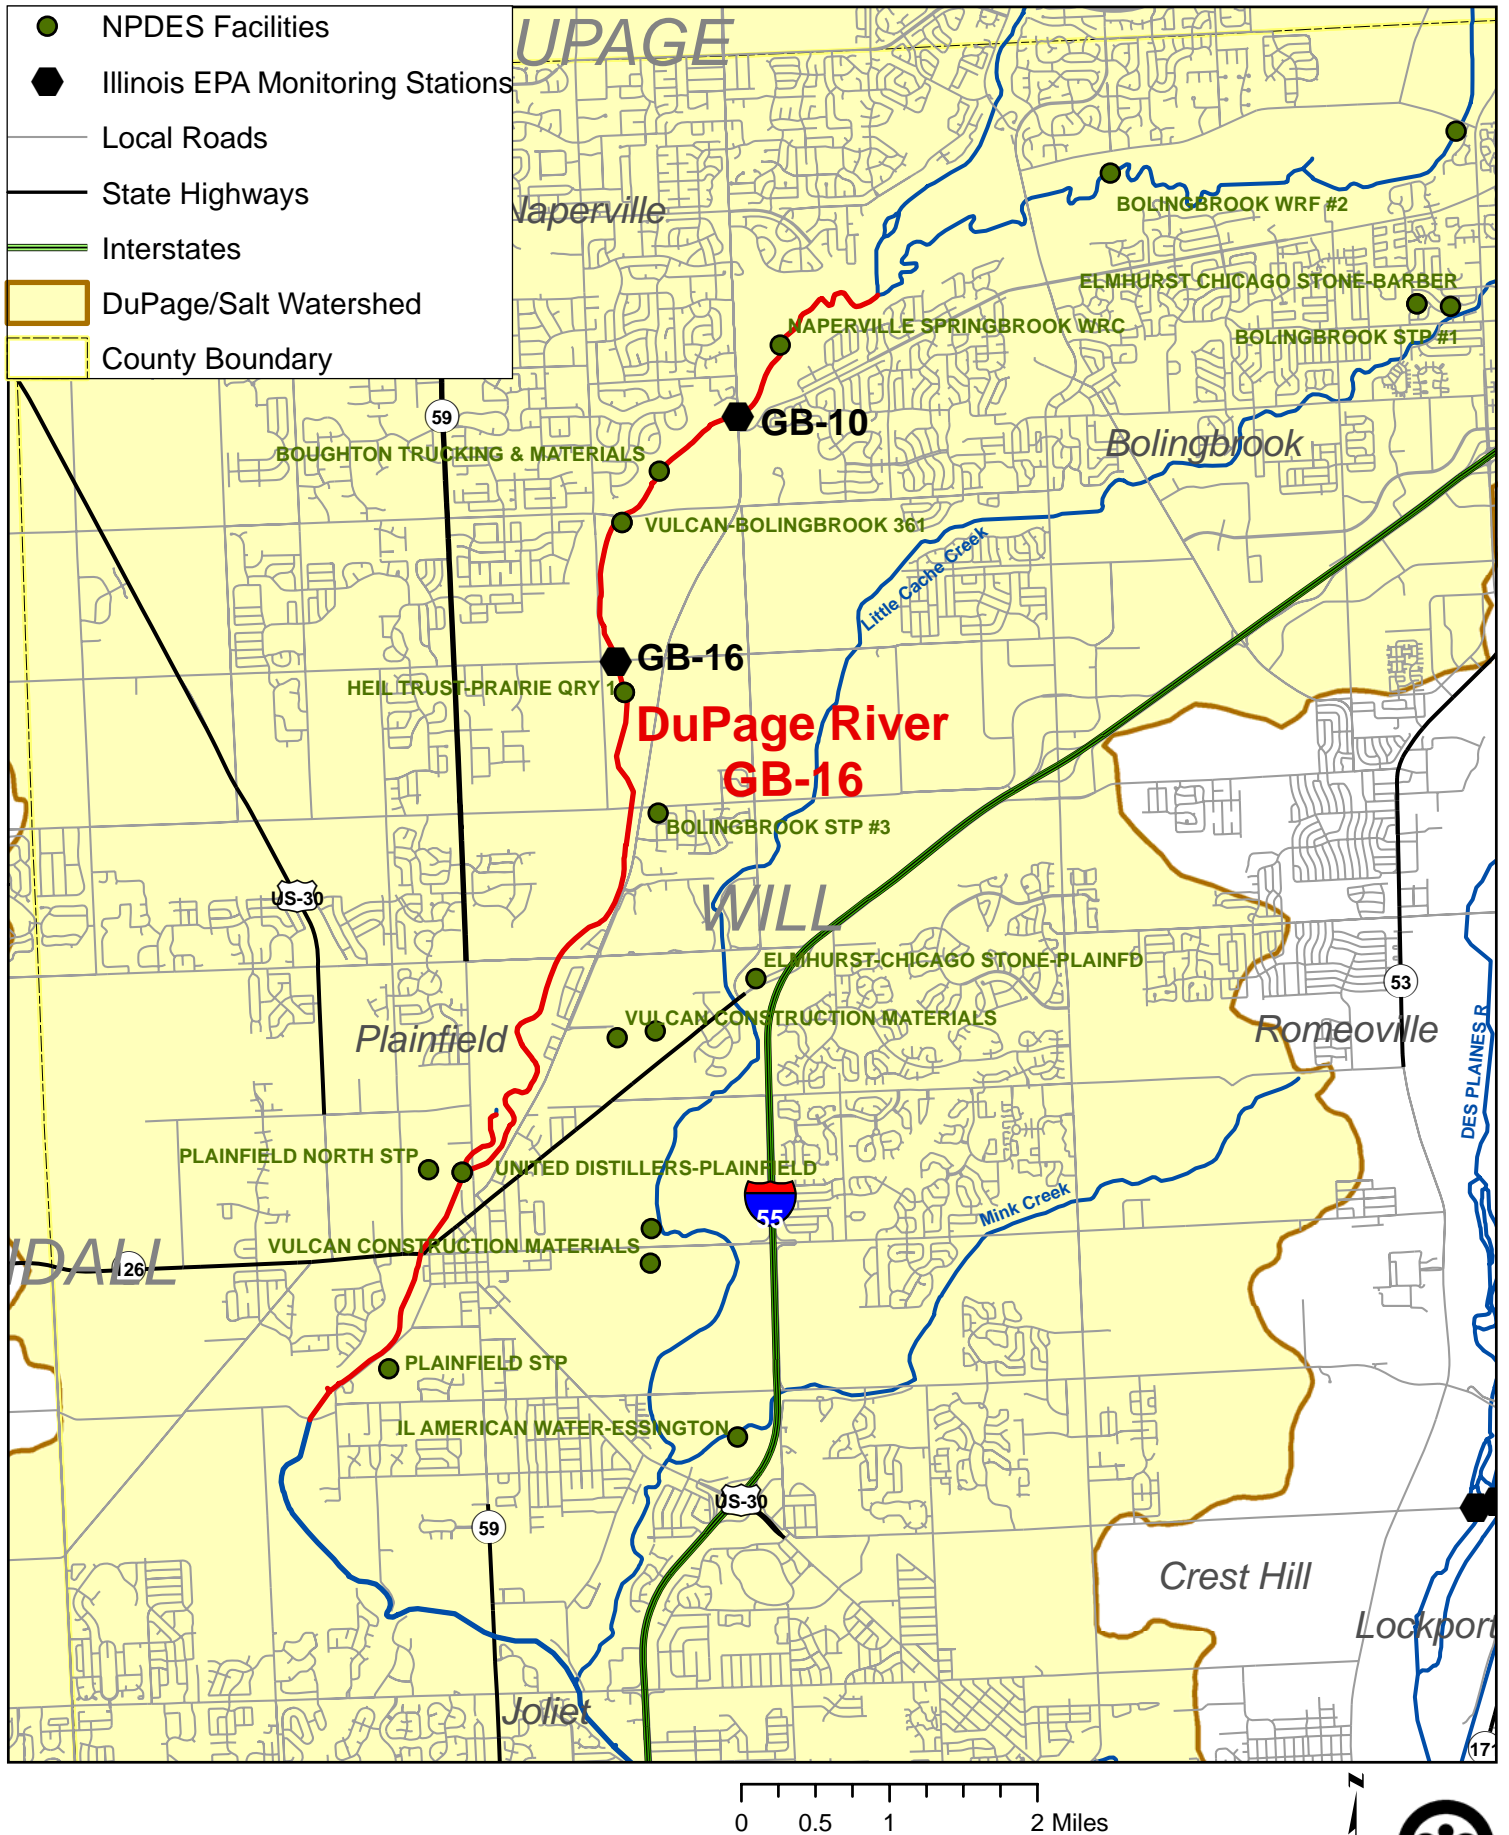 NPDES Facilities
Illinois EPA Monitoring Stations
Local Roads
State Highways
Interstates
DuPage/Salt Watershed
County Boundary
UPAGE
Naperville
BOLINGBROOK WRF #2
ELMHURST CHICAGO STONE-BARBER
NAPERVILLE SPRINGBROOK WRC
BOLINGBROOK STP #1
59
GB-10
Bolingbrook
BOUGHTON TRUCKING & MATERIALS
VULCAN-BOLINGBROOK 361
Little Cache Creek
GB-16
HEIL TRUST-PRAIRIE QRY 1
DuPage River
GB-16
BOLINGBROOK STP #3
US-30
WILL
ELMHURST-CHICAGO STONE-PLAINFD
53
VULCAN CONSTRUCTION MATERIALS
Plainfield
Romeoville
DES PLAINES R
PLAINFIELD NORTH STP
UNITED DISTILLERS-PLAINFIELD
55
Mink Creek
VULCAN CONSTRUCTION MATERIALS
NDALL
126
PLAINFIELD STP
IL AMERICAN WATER-ESSINGTON
US-30
59
Crest Hill
Lockport
Joliet
171
0 0.5 1 2 Miles
N